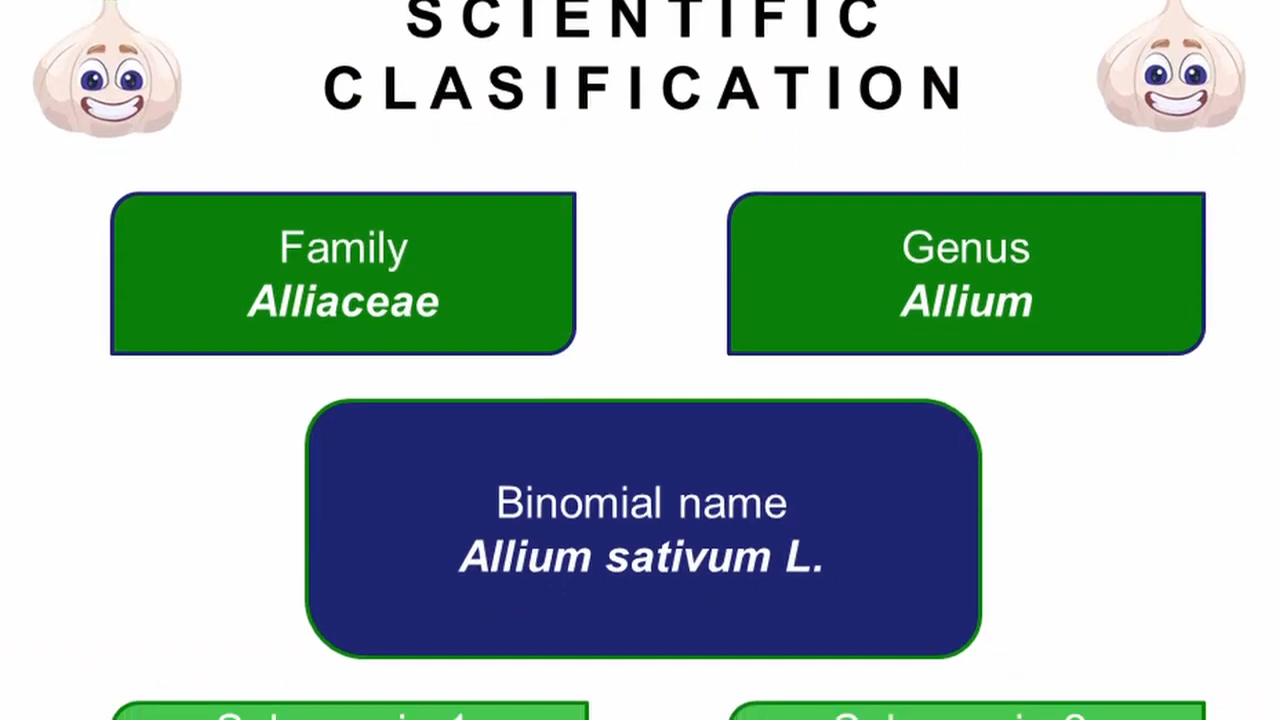 SCIENTIFIC
CLASIFICATION
Family
Alliaceae
Genus
Allium
Binomial name
Allium sativum L.